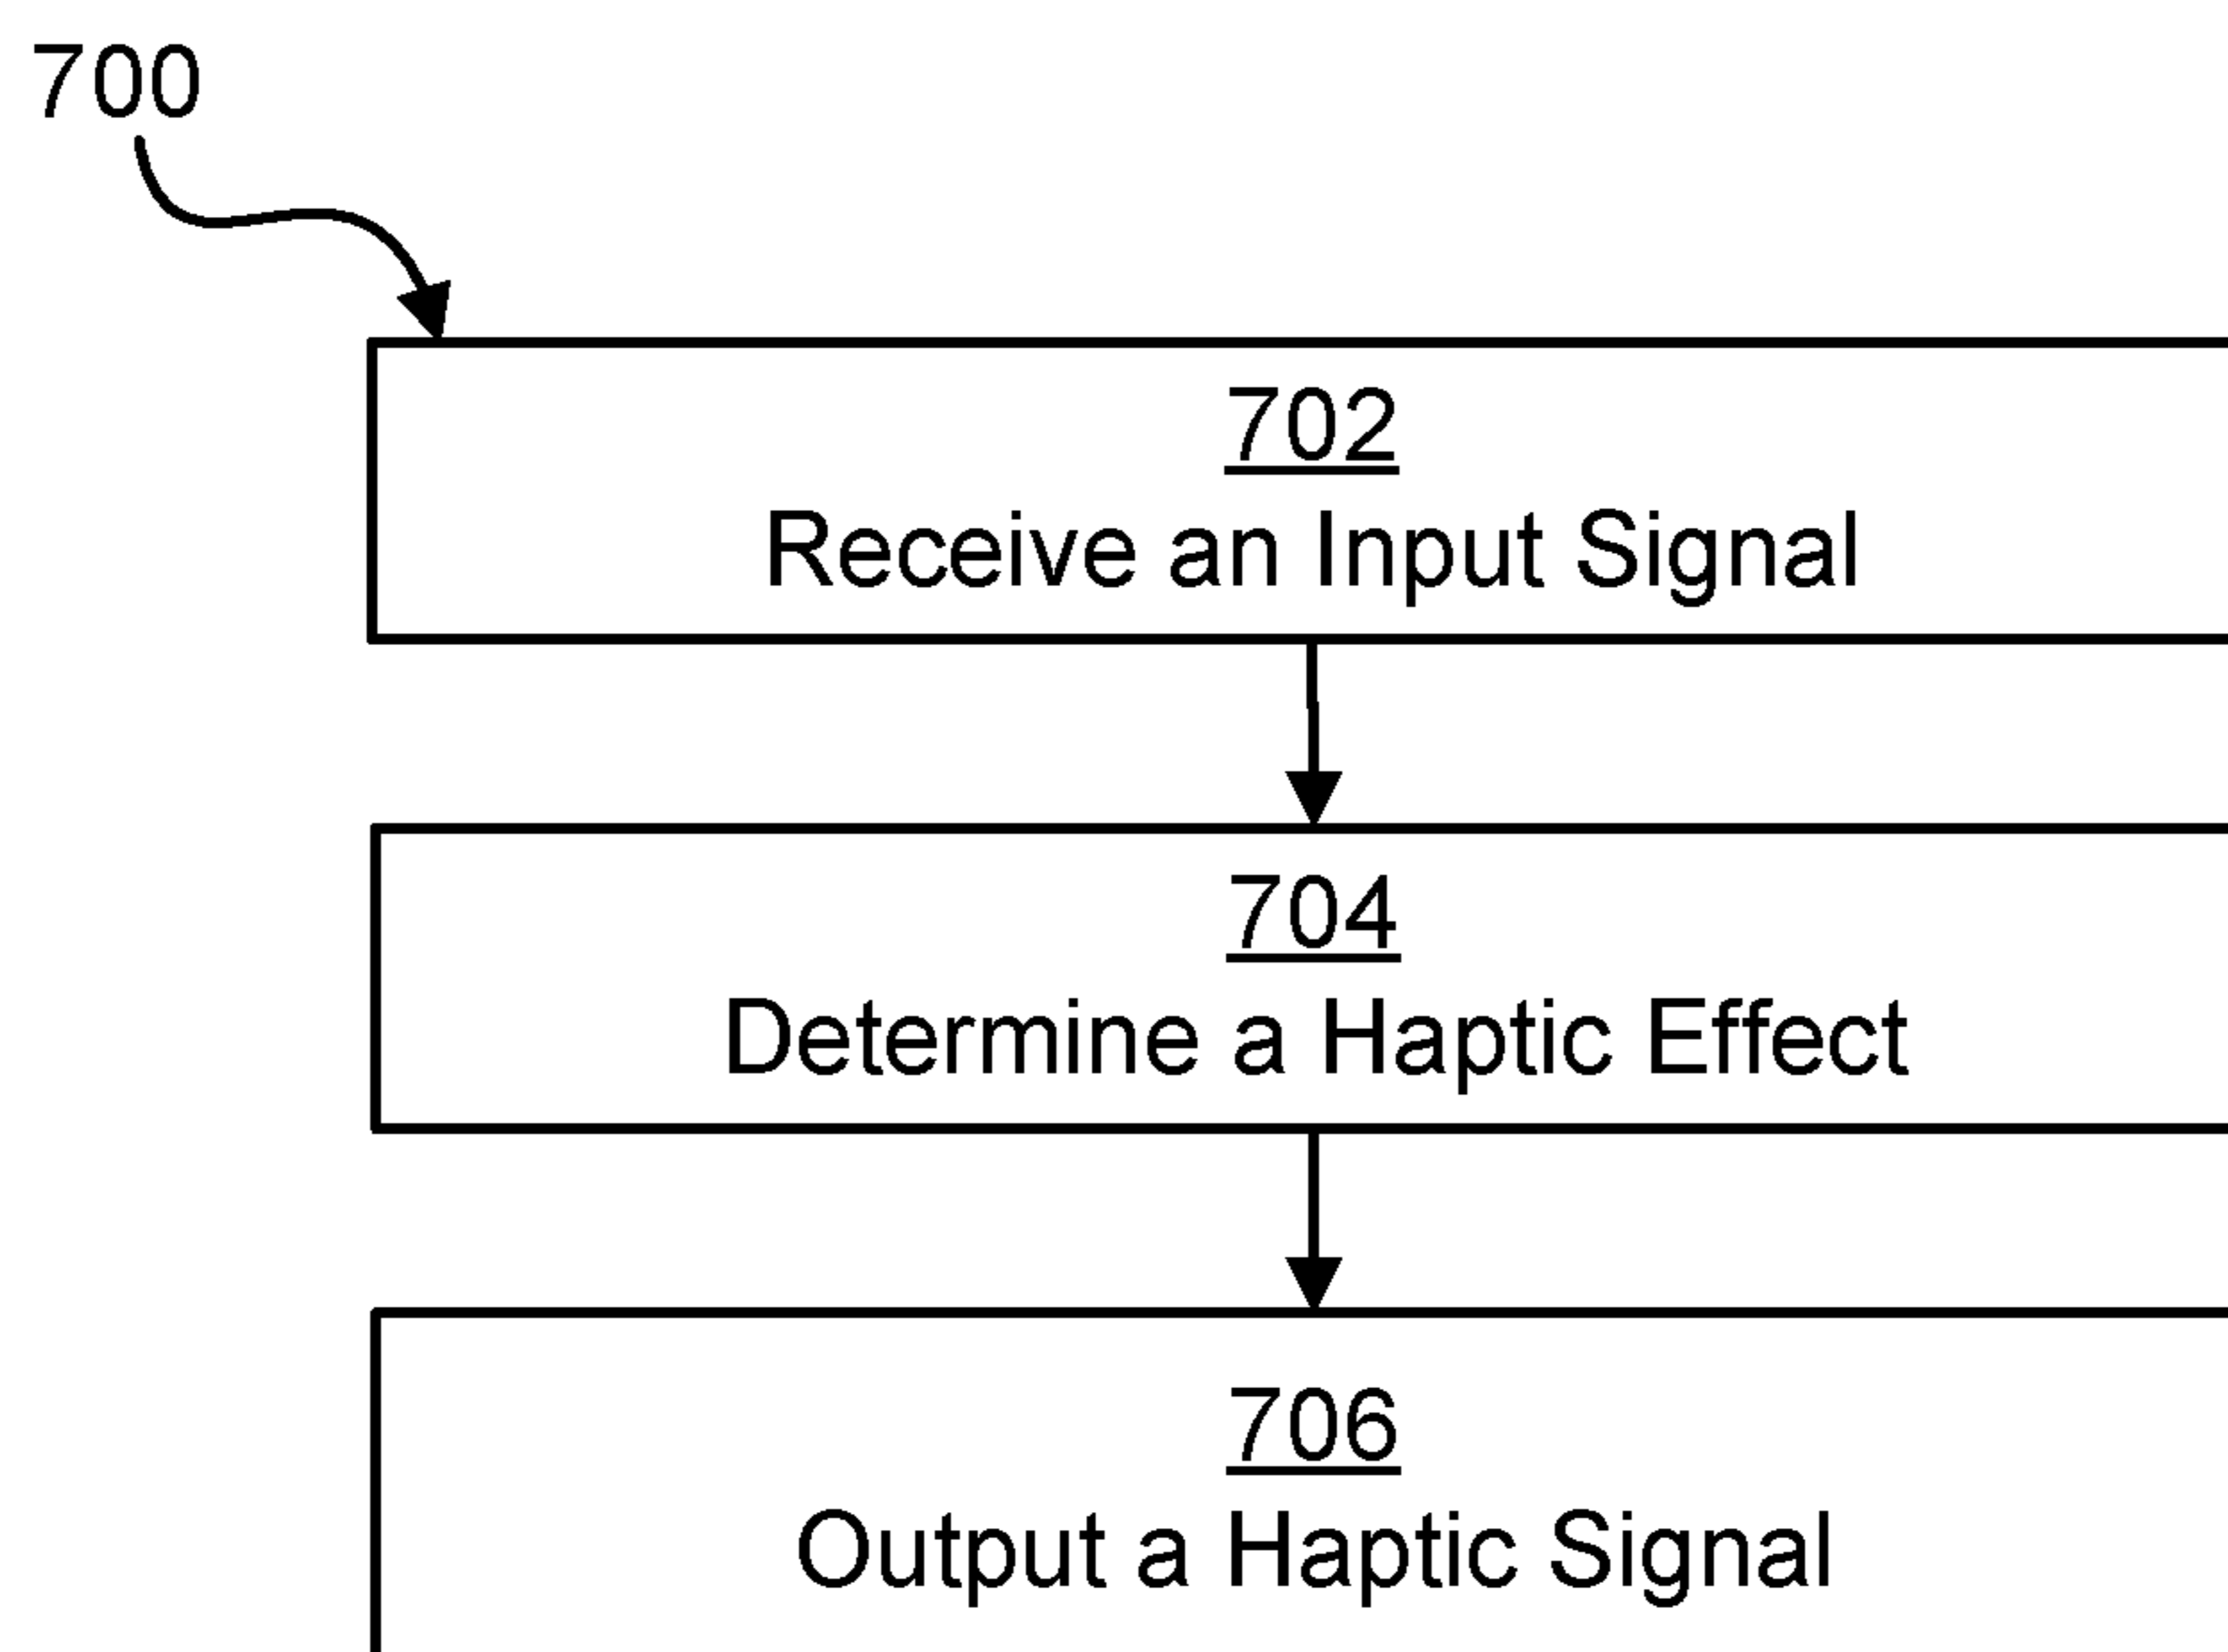 700
702
Receive an Input Signal
704
Determine a Haptic Effect
706
Output a Haptic Signal